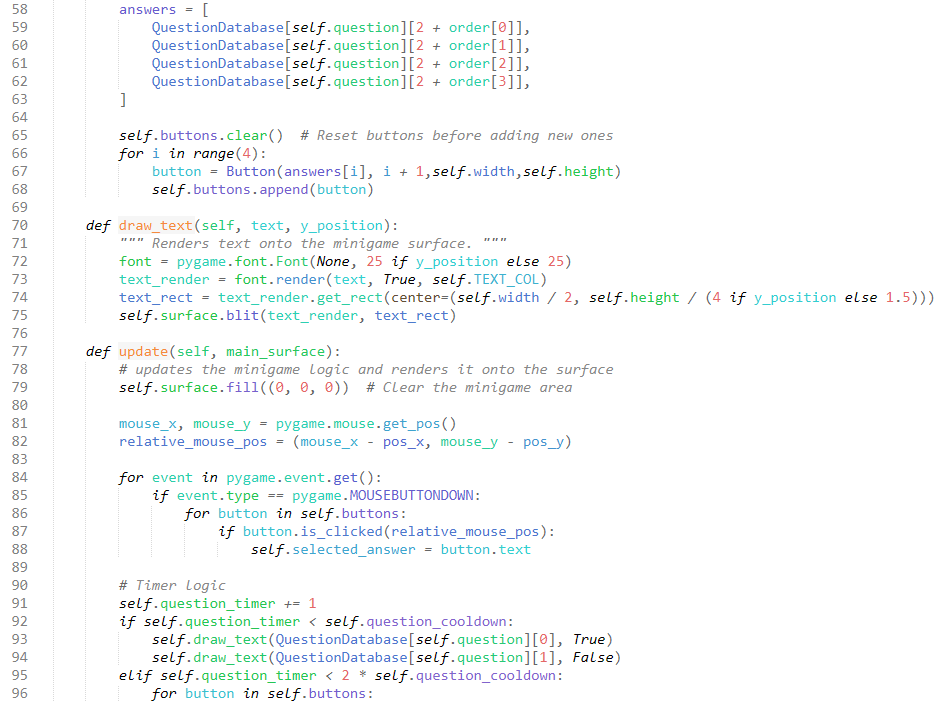 58 answers = [
59 QuestionDatabase[self.question][2 + order[0]],
60 QuestionDatabase[self.question][2 + order[1]],
61 QuestionDatabase[self.question][2 + order[2]],
62 QuestionDatabase[self.question][2 + order[3]],
63 ]
64
65 self.buttons.clear()  # Reset buttons before adding new ones
66 for i in range(4):
67 button = Button(answers[i], i + 1,self.width,self.height)
68 self.buttons.append(button)
69
70 def draw_text(self, text, y_position):
71 """ Renders text onto the minigame surface. """
72 font = pygame.font.Font(None, 25 if y_position else 25)
73 text_render = font.render(text, True, self.TEXT_COL)
74 text_rect = text_render.get_rect(center=(self.width / 2, self.height / (4 if y_position else 1.5)))
75 self.surface.blit(text_render, text_rect)
76
77 def update(self, main_surface):
78 # updates the minigame logic and renders it onto the surface
79 self.surface.fill((0, 0, 0))  # Clear the minigame area
80
81 mouse_x, mouse_y = pygame.mouse.get_pos()
82 relative_mouse_pos = (mouse_x - pos_x, mouse_y - pos_y)
83
84 for event in pygame.event.get():
85 if event.type == pygame.MOUSEBUTTONDOWN:
86 for button in self.buttons:
87 if button.is_clicked(relative_mouse_pos):
88 self.selected_answer = button.text
89
90 # Timer logic
91 self.question_timer += 1
92 if self.question_timer < self.question_cooldown:
93 self.draw_text(QuestionDatabase[self.question][0], True)
94 self.draw_text(QuestionDatabase[self.question][1], False)
95 elif self.question_timer < 2 * self.question_cooldown:
96 for button in self.buttons: